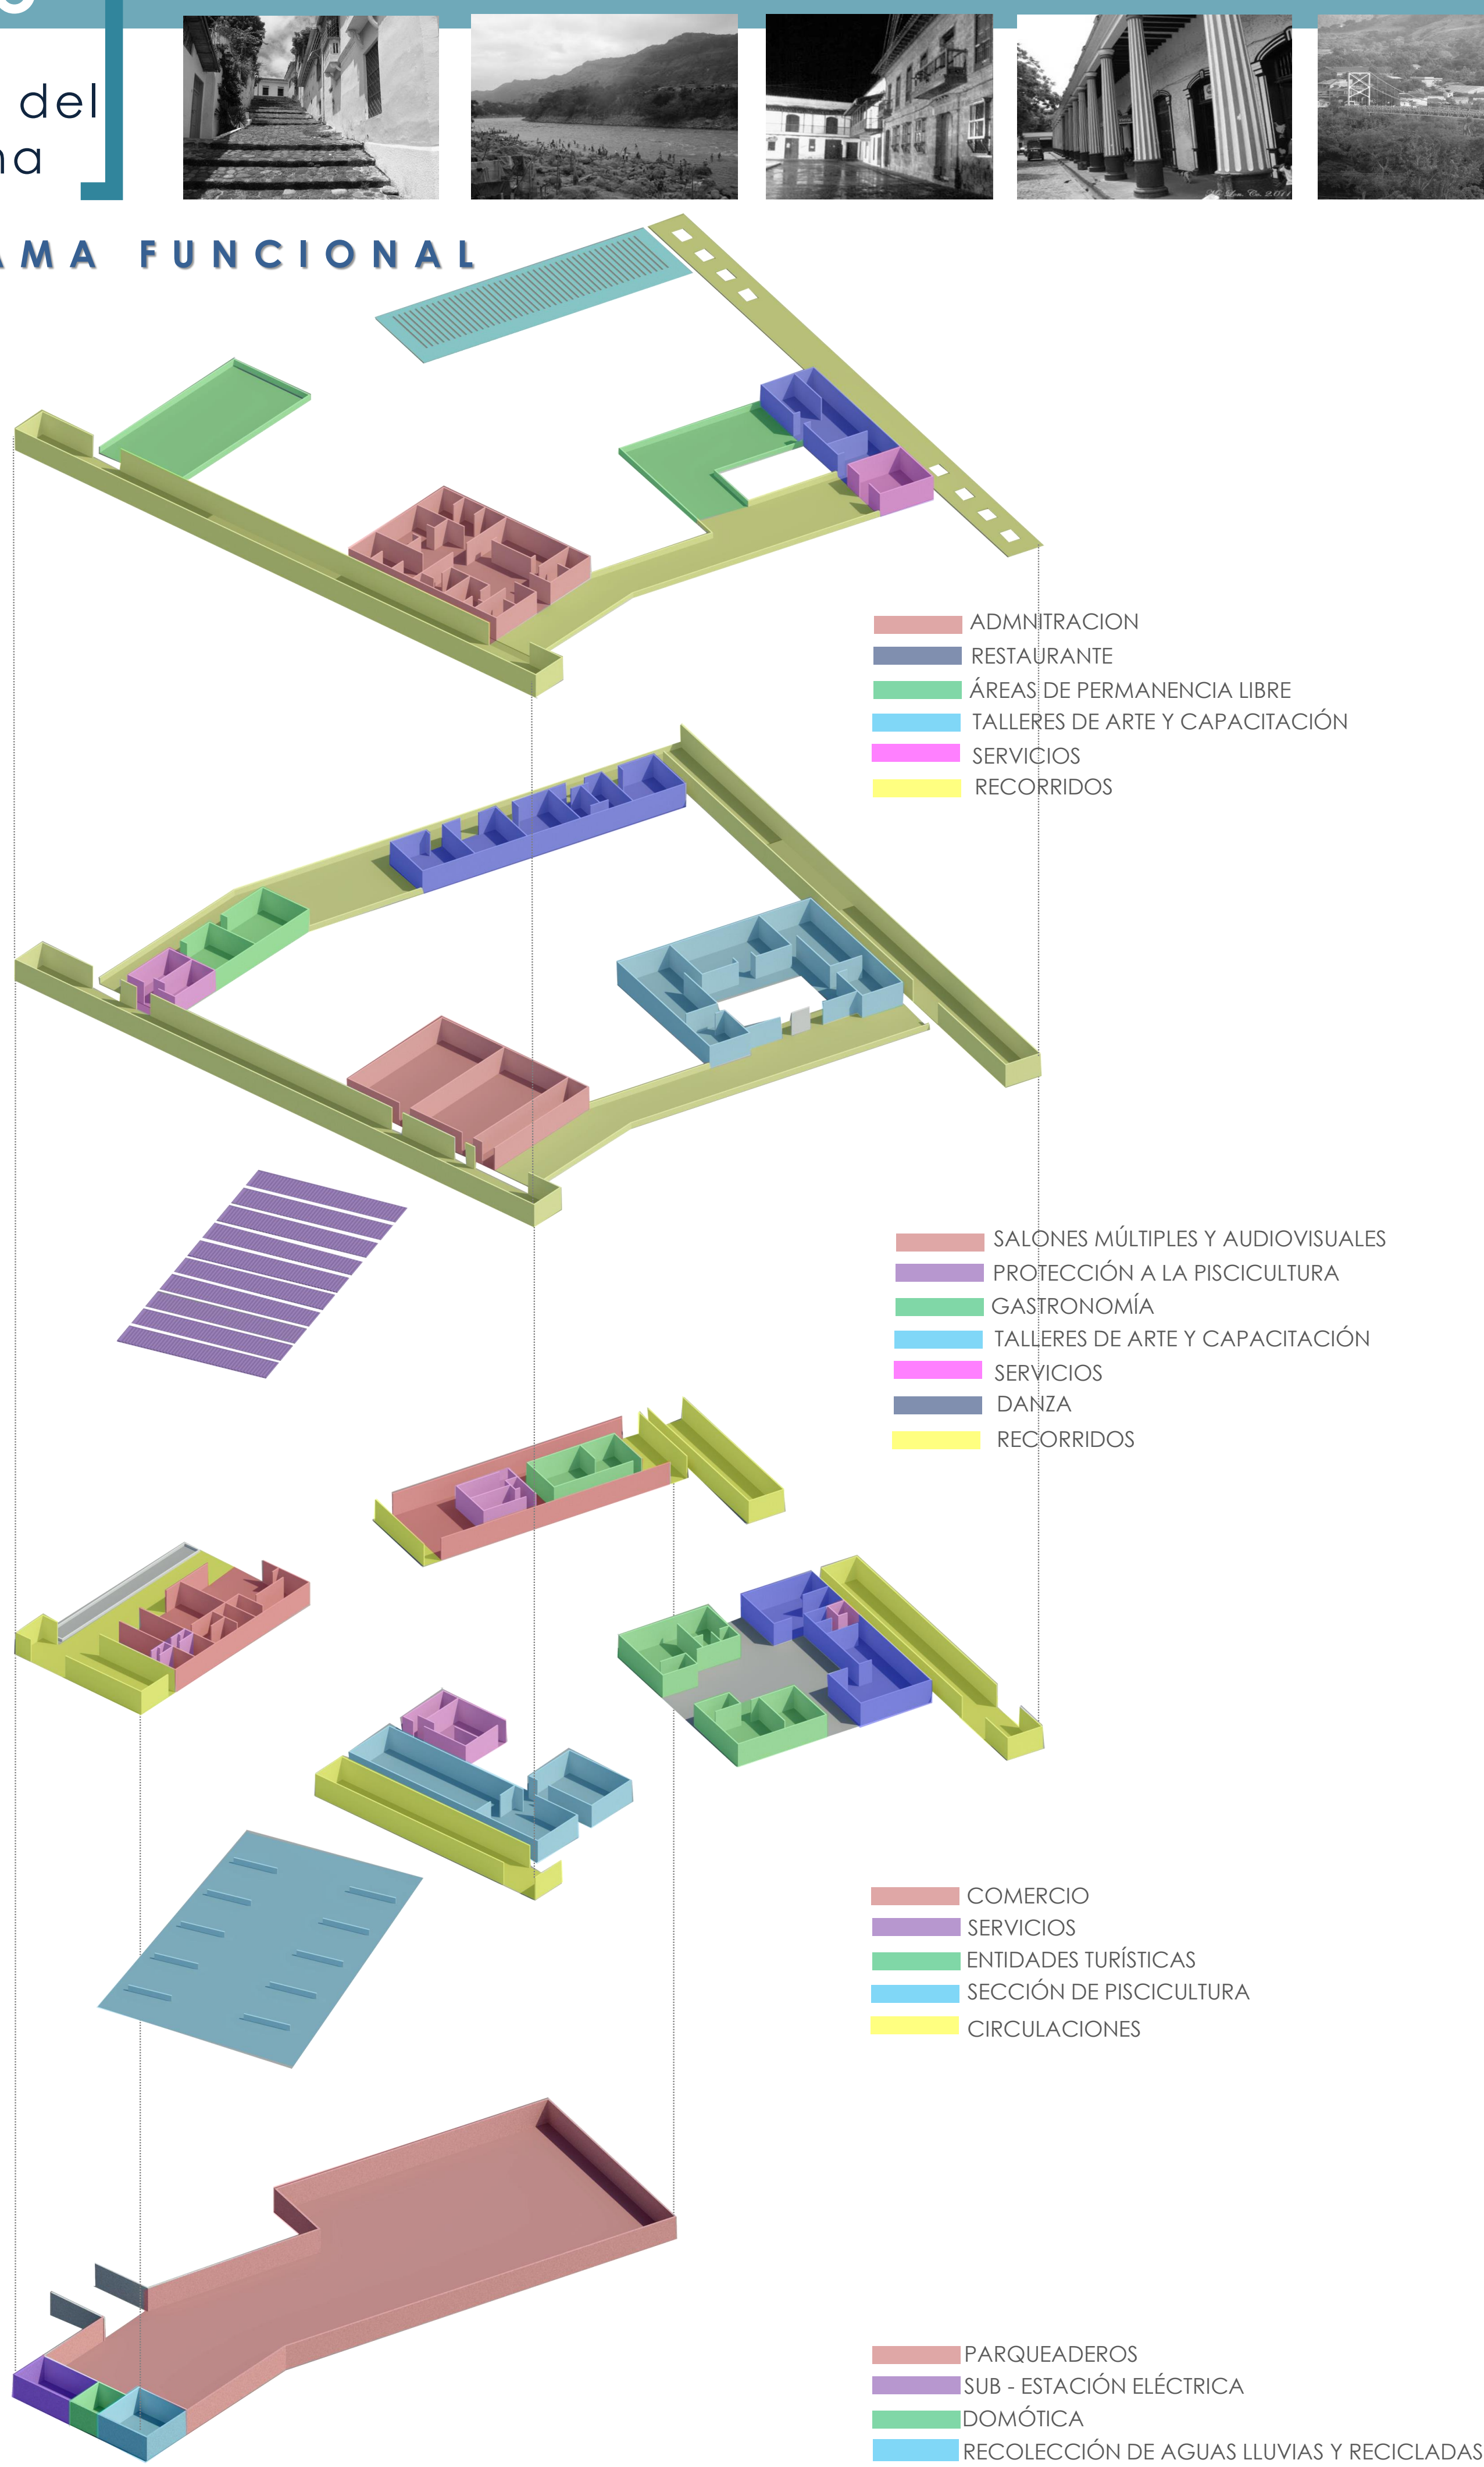 del
AMA FUNCIONAL
ADMNITRACION
RESTAURANTE
ÁREAS DE PERMANENCIA LIBRE
TALLERES DE ARTE Y CAPACITACIÓN
SERVICIOS
RECORRIDOS
SALONES MÚLTIPLES Y AUDIOVISUALES
PROTECCIÓN A LA PISCICULTURA
GASTRONOMÍA
TALLERES DE ARTE Y CAPACITACIÓN
SERVICIOS
DANZA
RECORRIDOS
COMERCIO
SERVICIOS
ENTIDADES TURÍSTICAS
SECCIÓN DE PISCICULTURA
CIRCULACIONES
PARQUEADEROS
SUB - ESTACIÓN ELÉCTRICA
DOMÓTICA
RECOLECCIÓN DE AGUAS LLUVIAS Y RECICLADAS